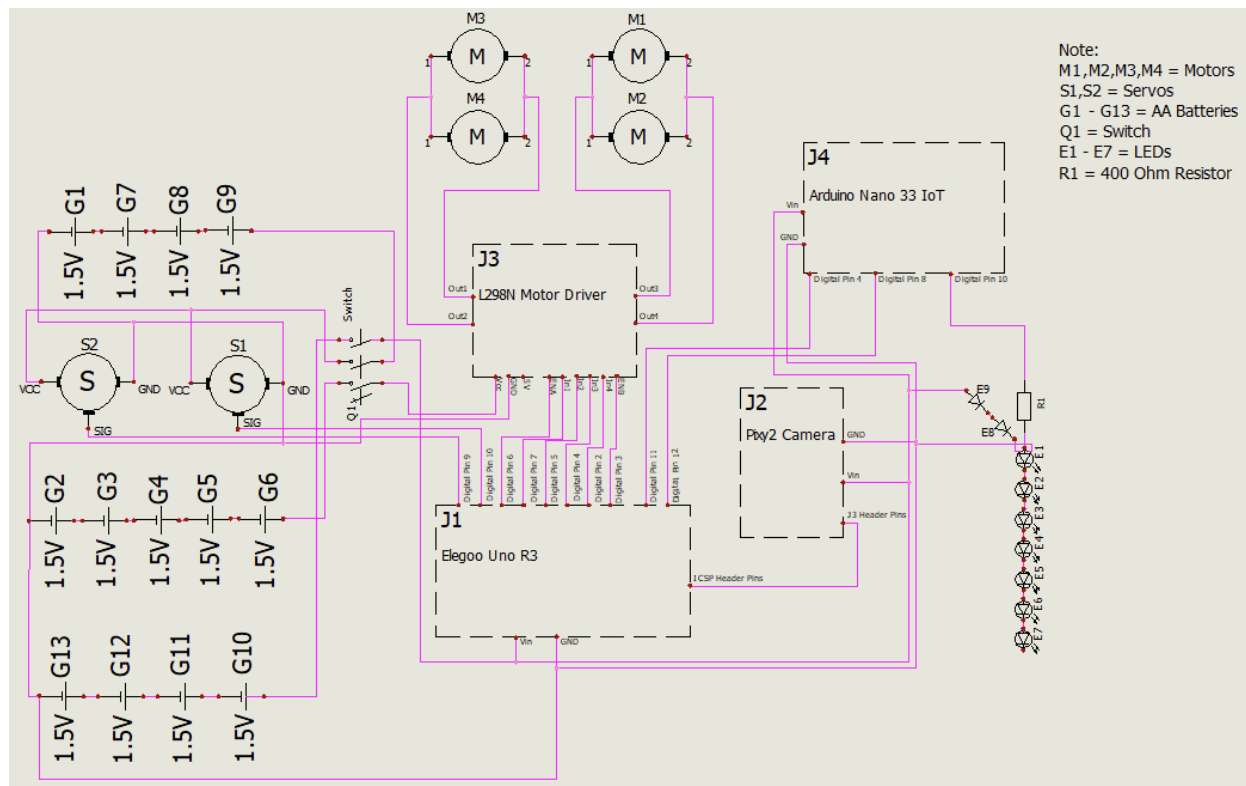 M3
M1
1
M
2
1
M
2
M4
M2
1
M
2
1
M
2
Note:
M1,M2,M3,M4 = Motors
S1,S2 = Servos
G1 - G13 = AA Batteries
Q1 = Switch
E1 - E7 = LEDs
R1 = 400 Ohm Resistor
J4
Arduino Nano 33 IoT
Vin
GND
Digital Pin 4
Digital Pin 8
Digital Pin 10
G1
G7
G8
G9
1.5V
1.5V
1.5V
1.5V
J3
L298N Motor Driver
Out1
Out2
Out3
Out4
Vcc
GND
5V
ENA
In1
In2
In3
In4
ENB
Switch
Q1
S2
S
VCC
GND
SIG
S1
S
VCC
GND
SIG
J2
Pixy2 Camera
GND
Vin
J3 Header Pins
E9
E8
R1
E1
E2
E3
E4
E5
E6
E7
G2
G3
G4
G5
G6
1.5V
1.5V
1.5V
1.5V
1.5V
Digital Pin 9
Digital Pin 10
Digital Pin 6
Digital Pin 7
Digital Pin 5
Digital Pin 4
Digital Pin 2
Digital Pin 3
Digital Pin 11
Digital Pin 12
J1
Elegoo Uno R3
ICSP Header Pins
Vin
GND
G13
G12
G11
G10
1.5V
1.5V
1.5V
1.5V